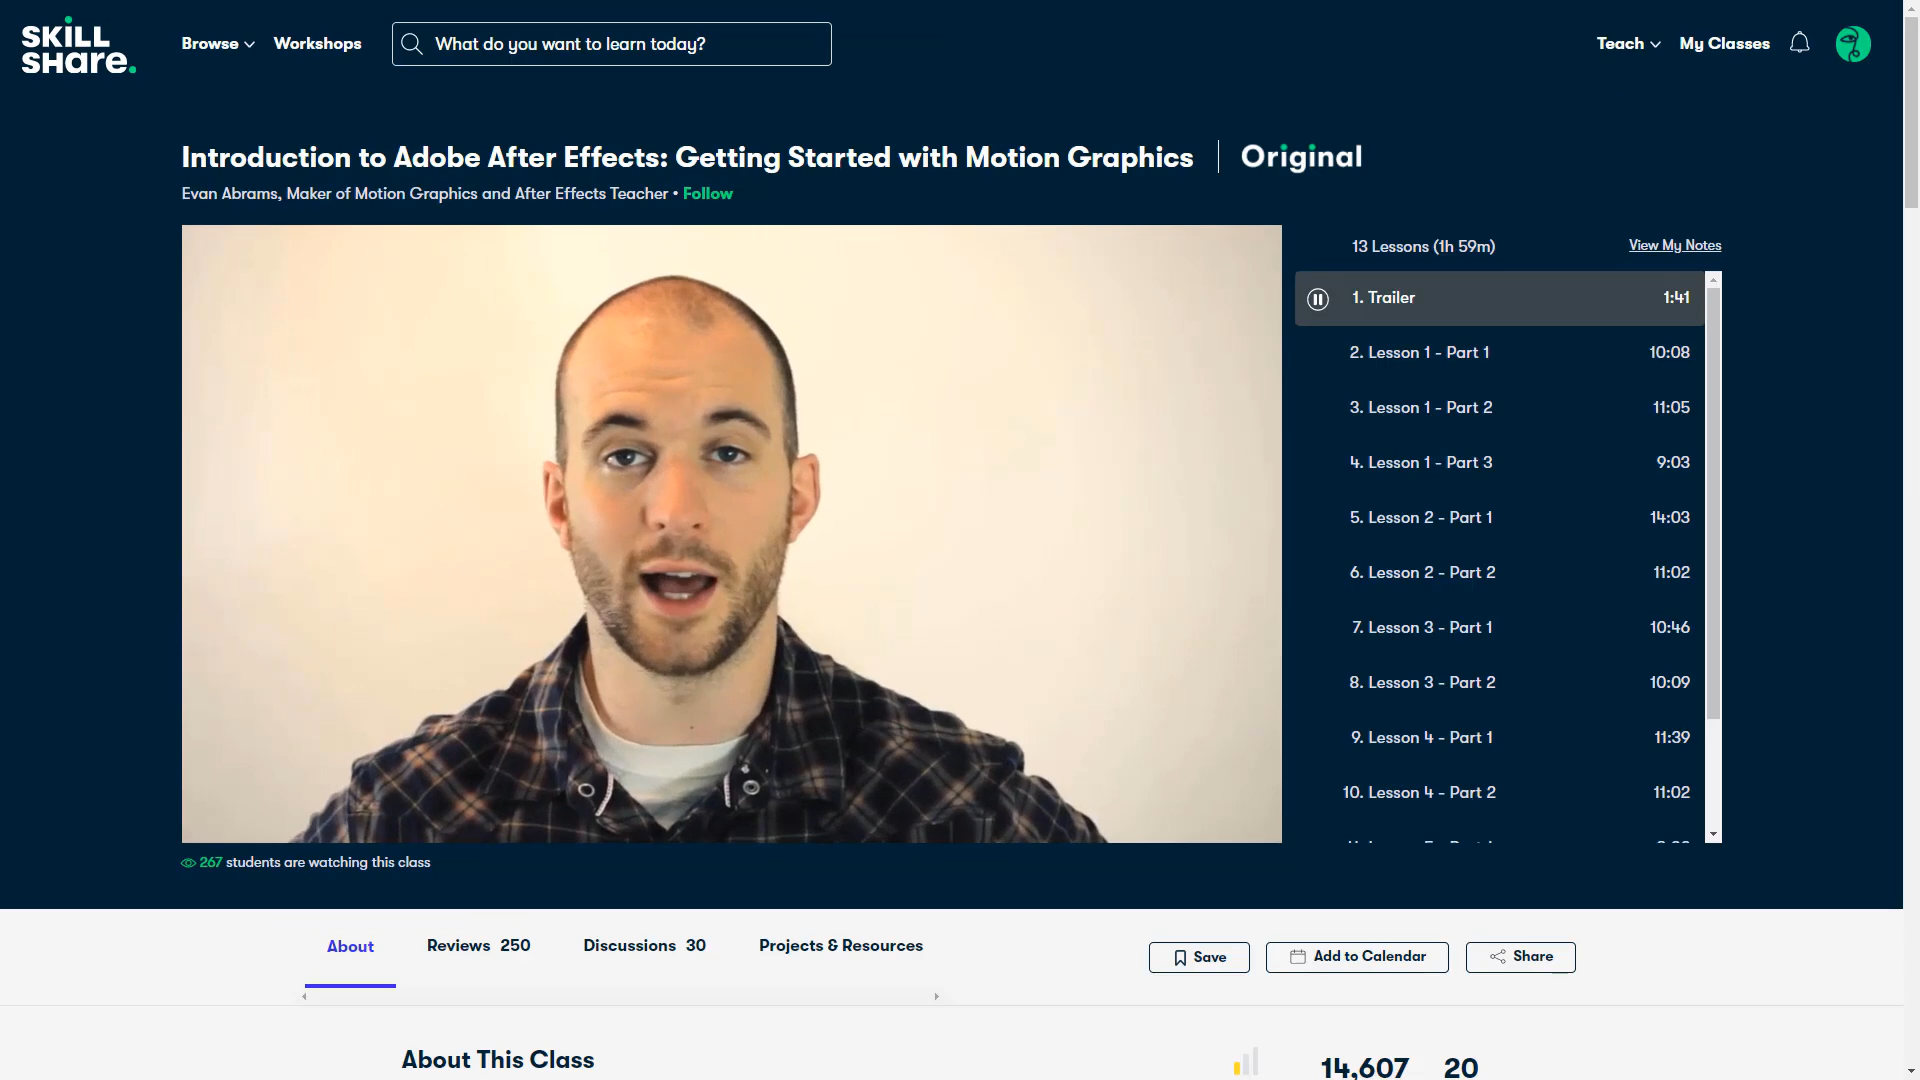 SKILL
SHare.
Browse
Workshops
What do you want to learn today?
Teach
My Classes
Introduction to Adobe After Effects: Getting Started with Motion Graphics
Original
Evan Abrams, Maker of Motion Graphics and After Effects Teacher • Follow
13 Lessons (1h 59m)
View My Notes
1. Trailer 1:41
2. Lesson 1 - Part 1 10:08
3. Lesson 1 - Part 2 11:05
4. Lesson 1 - Part 3 9:03
5. Lesson 2 - Part 1 14:03
6. Lesson 2 - Part 2 11:02
7. Lesson 3 - Part 1 10:46
8. Lesson 3 - Part 2 10:09
9. Lesson 4 - Part 1 11:39
10. Lesson 4 - Part 2 11:02
267 students are watching this class
About
Reviews 250
Discussions 30
Projects & Resources
Save
Add to Calendar
Share
About This Class
14,607
20